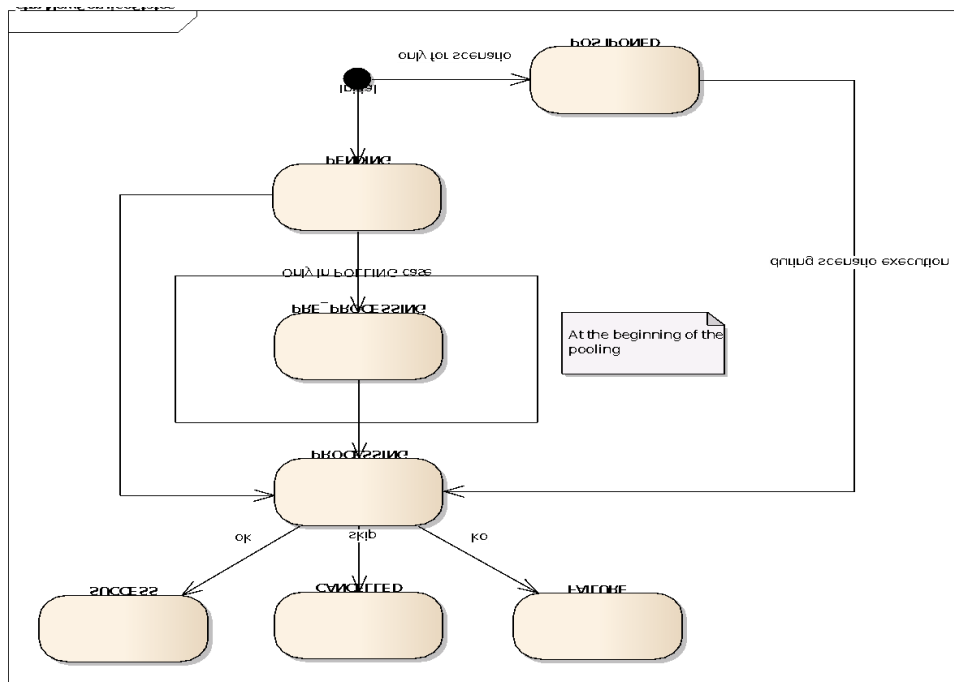 POSTPONED
only for scenario
Initial
PENDING
during scenario execution
Only in POLLING case
PRE_PROCESSING
At the beginning of the
pooling
PROCESSING
ok
skip
ko
SUCCESS
CANCELLED
FAILURE